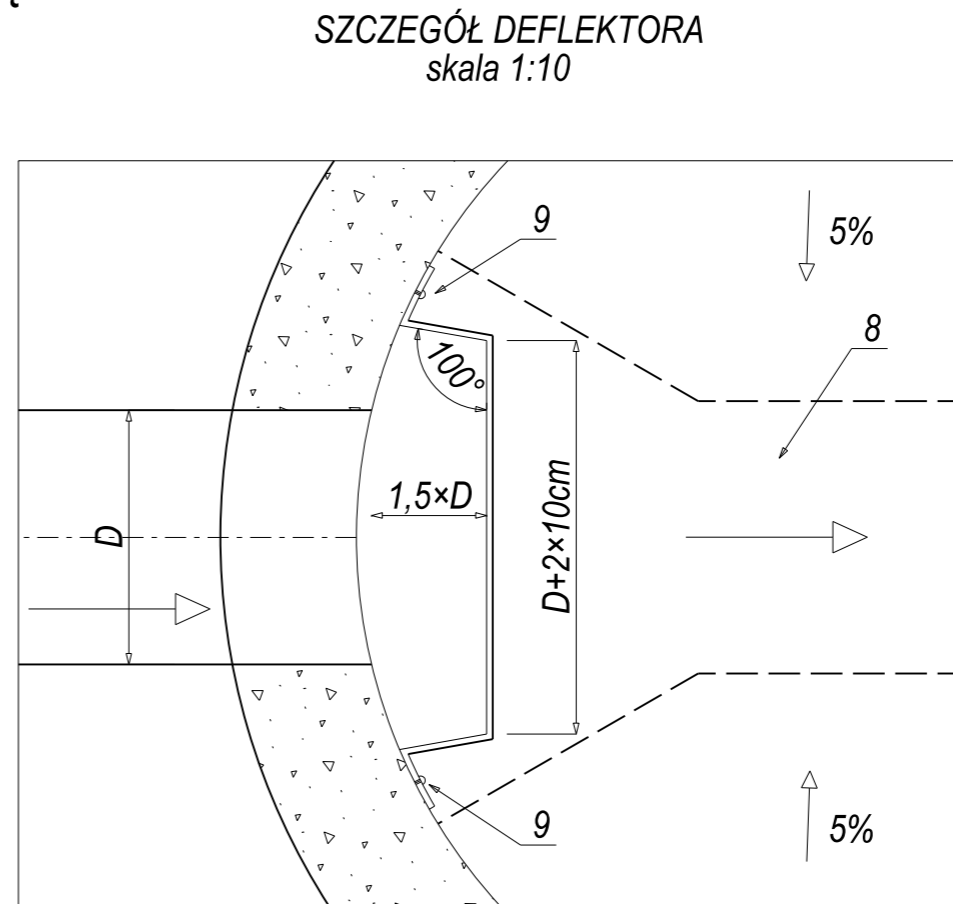 SZCZEGÓŁ DEFLEKTORA
skala 1:10
9
5%
8
100°
1,5×D
D
D+2×10cm
9
5%